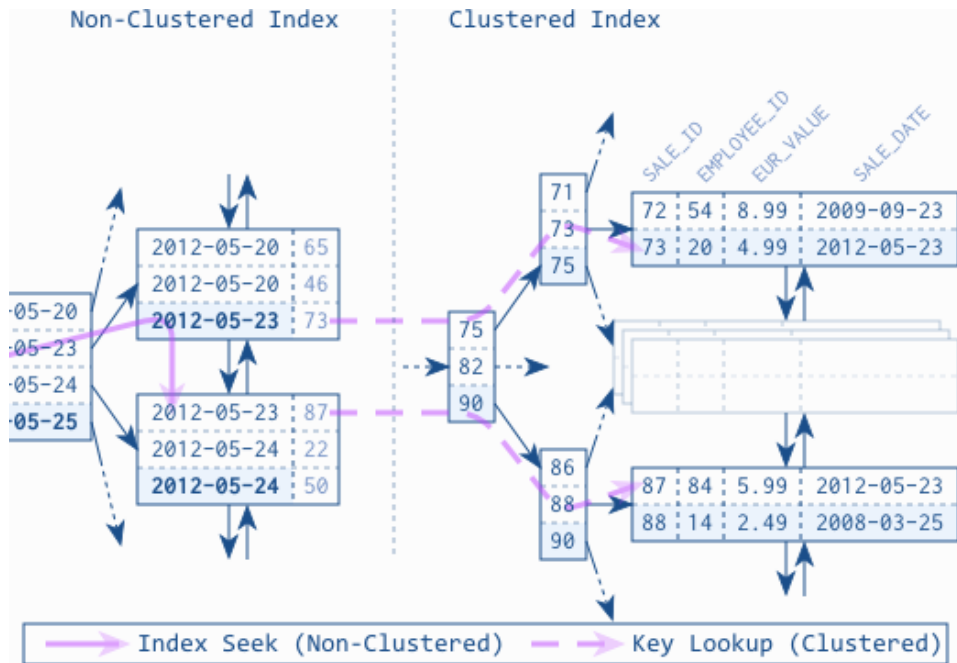 Non-Clustered Index
Clustered Index
SALE_ID
EMPLOYEE_ID
EUR_VALUE
SALE_DATE
-05-20
-05-23
-05-24
-05-25
2012-05-20 65
2012-05-20 46
2012-05-23 73
2012-05-23 87
2012-05-24 22
2012-05-24 50
75
82
90
71
73
75
86
88
90
72 54 8.99 2009-09-23
73 20 4.99 2012-05-23
87 84 5.99 2012-05-23
88 14 2.49 2008-03-25
Index Seek (Non-Clustered)
Key Lookup (Clustered)